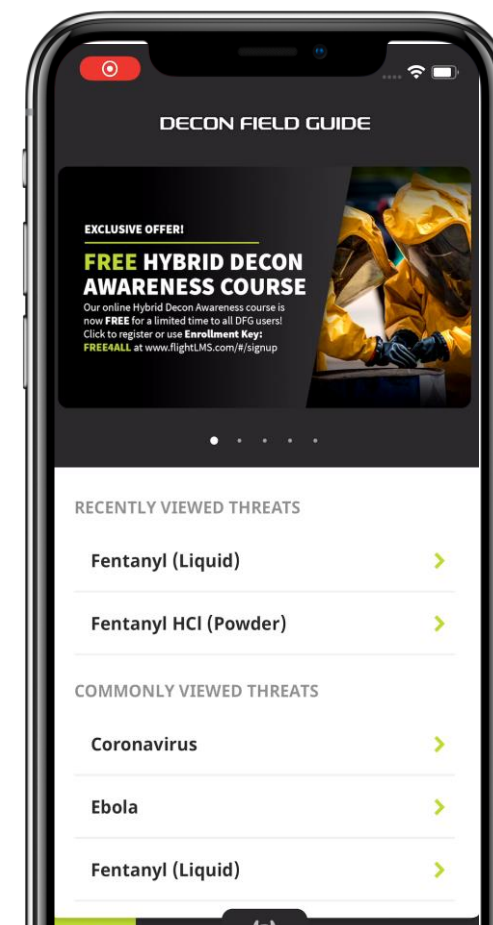 DECON FIELD GUIDE
EXCLUSIVE OFFER!
FREE HYBRID DECON
AWARENESS COURSE
Our online Hybrid Decon Awareness course is
now FREE for a limited time to all DFG users!
Click to register or use Enrollment Key:
FREE4ALL at www.flightLMS.com/#/signup
RECENTLY VIEWED THREATS
Fentanyl (Liquid)
Fentanyl HCl (Powder)
COMMONLY VIEWED THREATS
Coronavirus
Ebola
Fentanyl (Liquid)